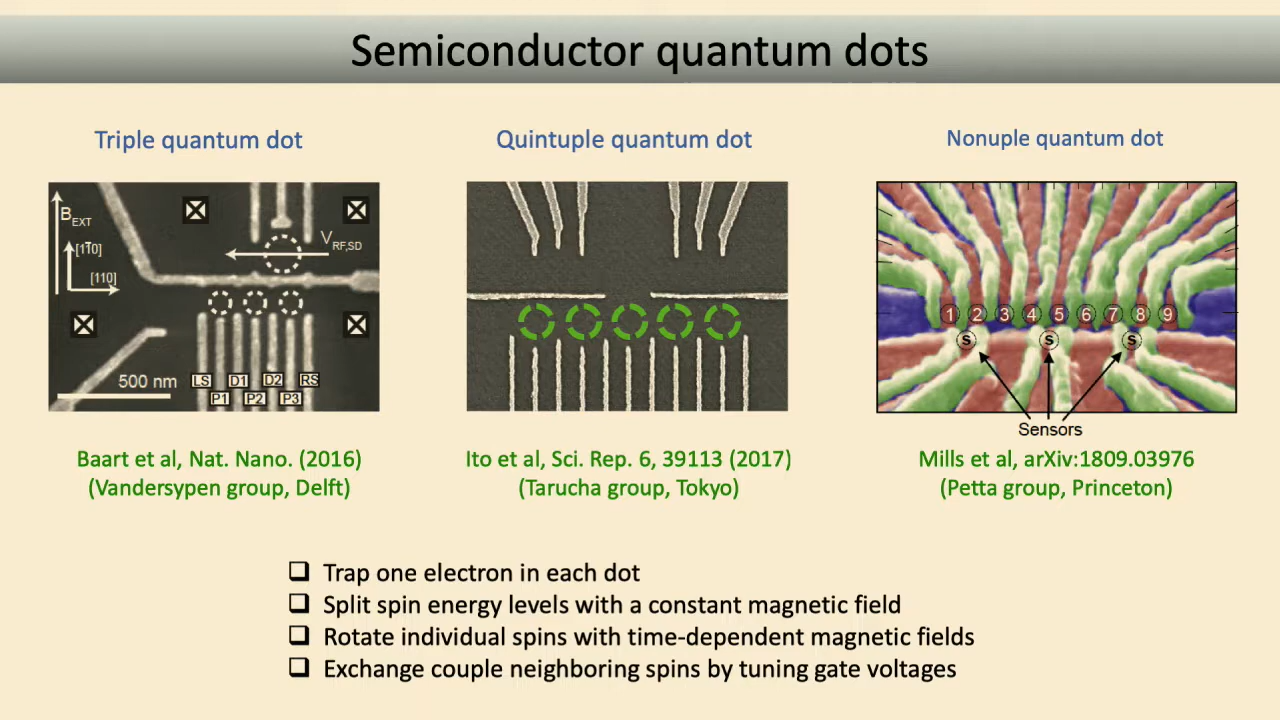 Semiconductor quantum dots
Triple quantum dot
B_EXT
[11̄0]
[110]
V_RF,SD
500 nm
LS D1 D2 RS
P1 P2 P3
Baart et al, Nat. Nano. (2016)
(Vandersypen group, Delft)
Quintuple quantum dot
Ito et al, Sci. Rep. 6, 39113 (2017)
(Tarucha group, Tokyo)
Nonuple quantum dot
1 2 3 4 5 6 7 8 9
S S S
Sensors
Mills et al, arXiv:1809.03976
(Petta group, Princeton)
❑ Trap one electron in each dot
❑ Split spin energy levels with a constant magnetic field
❑ Rotate individual spins with time-dependent magnetic fields
❑ Exchange couple neighboring spins by tuning gate voltages